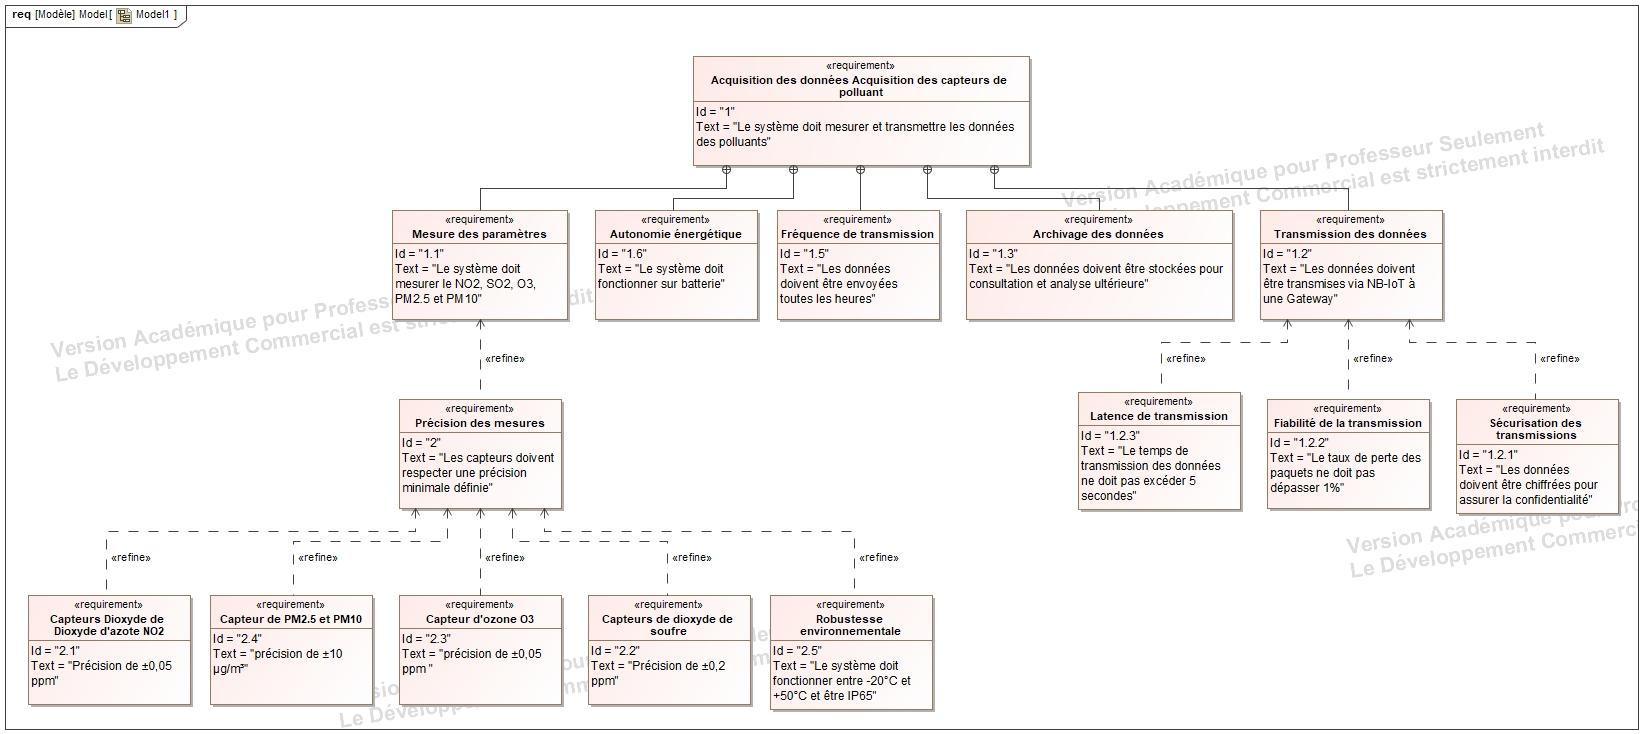 req [Modèle] Model[ Model1 ]
«requirement»
Acquisition des données Acquisition des capteurs de
polluant
Id = "1"
Text = "Le système doit mesurer et transmettre les données
des polluants"
Version Académique pour Professeur Seulement
Développement Commercial est strictement interdit
«requirement»
Mesure des paramètres
Id = "1.1"
Text = "Le système doit
mesurer le NO2, SO2, O3,
PM2.5 et PM10"
«requirement»
Autonomie énergétique
Id = "1.6"
Text = "Le système doit
fonctionner sur batterie"
«requirement»
Fréquence de transmission
Id = "1.5"
Text = "Les données
doivent être envoyées
toutes les heures"
«requirement»
Archivage des données
Id = "1.3"
Text = "Les données doivent être stockées pour
consultation et analyse ultérieure"
«requirement»
Transmission des données
Id = "1.2"
Text = "Les données doivent
être transmises via NB-IoT à
une Gateway"
Version Académique pour
Le Développement Commercial est
«refine»
«refine»
«refine»
«refine»
«requirement»
Précision des mesures
Id = "2"
Text = "Les capteurs doivent
respecter une précision
minimale définie"
«requirement»
Latence de transmission
Id = "1.2.3"
Text = "Le temps de
transmission des données
ne doit pas excéder 5
secondes"
«requirement»
Fiabilité de la transmission
Id = "1.2.2"
Text = "Le taux de perte des
paquets ne doit pas
dépasser 1%"
«requirement»
Sécurisation des
transmissions
Id = "1.2.1"
Text = "Les données
doivent être chiffrées pour
assurer la confidentialité"
Version Académique
Le Développement
«refine»
«refine»
«refine»
«refine»
«refine»
«requirement»
Capteurs Dioxyde de
Dioxyde d'azote NO2
Id = "2.1"
Text = "Précision de ±0,05
ppm"
«requirement»
Capteur de PM2.5 et PM10
Id = "2.4"
Text = "précision de ±10
µg/m³"
«requirement»
Capteur d'ozone O3
Id = "2.3"
Text = "précision de ±0,05
ppm "
«requirement»
Capteurs de dioxyde de
soufre
Id = "2.2"
Text = "Précision de ±0,2
ppm"
«requirement»
Robustesse
environnementale
Id = "2.5"
Text = "Le système doit
fonctionner entre -20°C et
+50°C et être IP65"
Le